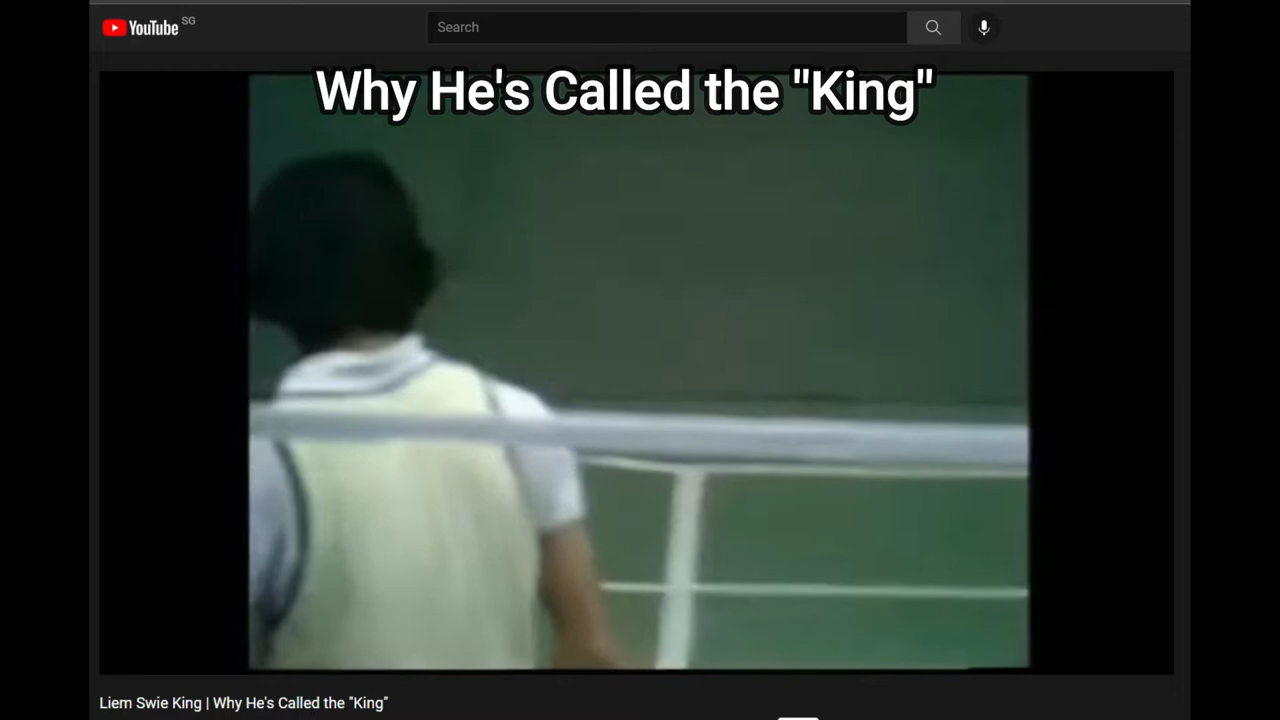 YouTube SG
Search
Why He's Called the "King"
Liem Swie King | Why He's Called the "King"